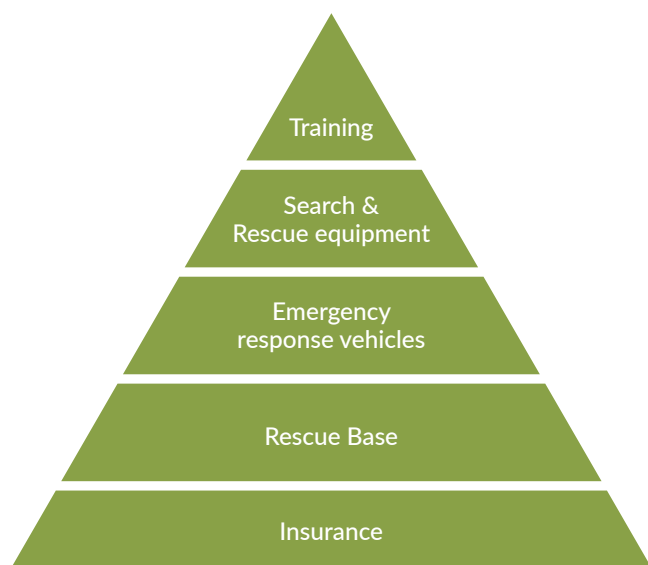 Training
Search &
Rescue equipment
Emergency
response vehicles
Rescue Base
Insurance